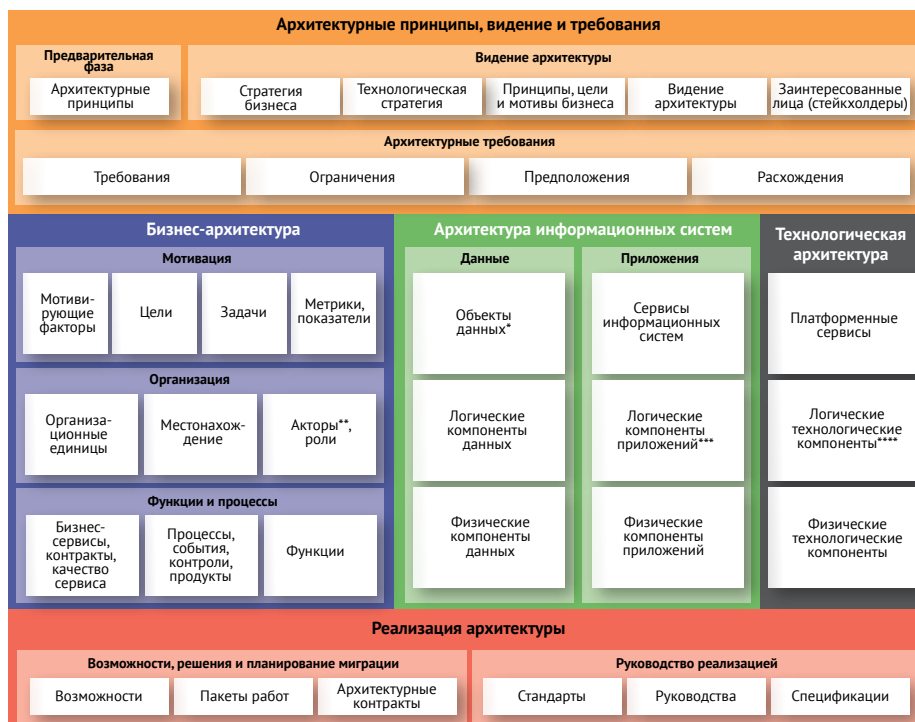 Архитектурные принципы, видение и требования
Предварительная
фаза
Архитектурные
принципы
Видение архитектуры
Стратегия
бизнеса
Технологическая
стратегия
Принципы, цели
и мотивы бизнеса
Видение
архитектуры
Заинтересованные
лица (стейкхолдеры)
Архитектурные требования
Требования
Ограничения
Предположения
Расхождения
Бизнес-архитектура
Мотивация
Мотиви-
рующие
факторы
Цели
Задачи
Метрики,
показатели
Организация
Организа-
ционные
единицы
Местонахож-
дение
Акторы**,
роли
Функции и процессы
Бизнес-
сервисы,
контракты,
качество
сервиса
Процессы,
события,
контроли,
продукты
Функции
Архитектура информационных систем
Данные
Объекты
данных*
Логические
компоненты
данных
Физические
компоненты
данных
Приложения
Сервисы
информационных
систем
Логические
компоненты
приложений***
Физические
компоненты
приложений
Технологическая
архитектура
Платформенные
сервисы
Логические
технологические
компоненты****
Физические
технологические
компоненты
Реализация архитектуры
Возможности, решения и планирование миграции
Возможности
Пакеты работ
Архитектурные
контракты
Руководство реализацией
Стандарты
Руководства
Спецификации